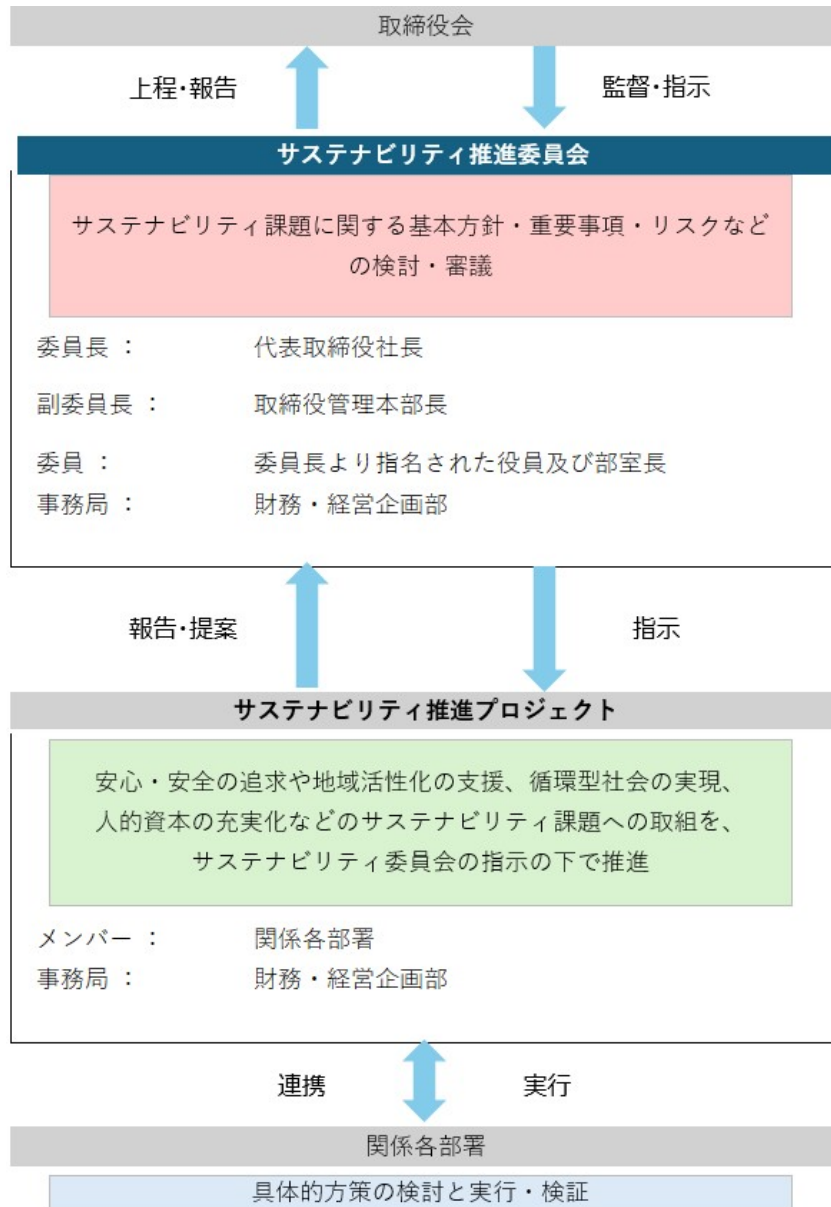 取締役会
上程・報告
監督・指示
サステナビリティ推進委員会
サステナビリティ課題に関する基本方針・重要事項・リスクなど
の検討・審議
委員長 : 代表取締役社長
副委員長 : 取締役管理本部長
委員 : 委員長より指名された役員及び部室長
事務局 : 財務・経営企画部
報告・提案
指示
サステナビリティ推進プロジェクト
安心・安全の追求や地域活性化の支援、循環型社会の実現、
人的資本の充実化などのサステナビリティ課題への取組を、
サステナビリティ委員会の指示の下で推進
メンバー : 関係各部署
事務局 : 財務・経営企画部
連携
実行
関係各部署
具体的方策の検討と実行・検証